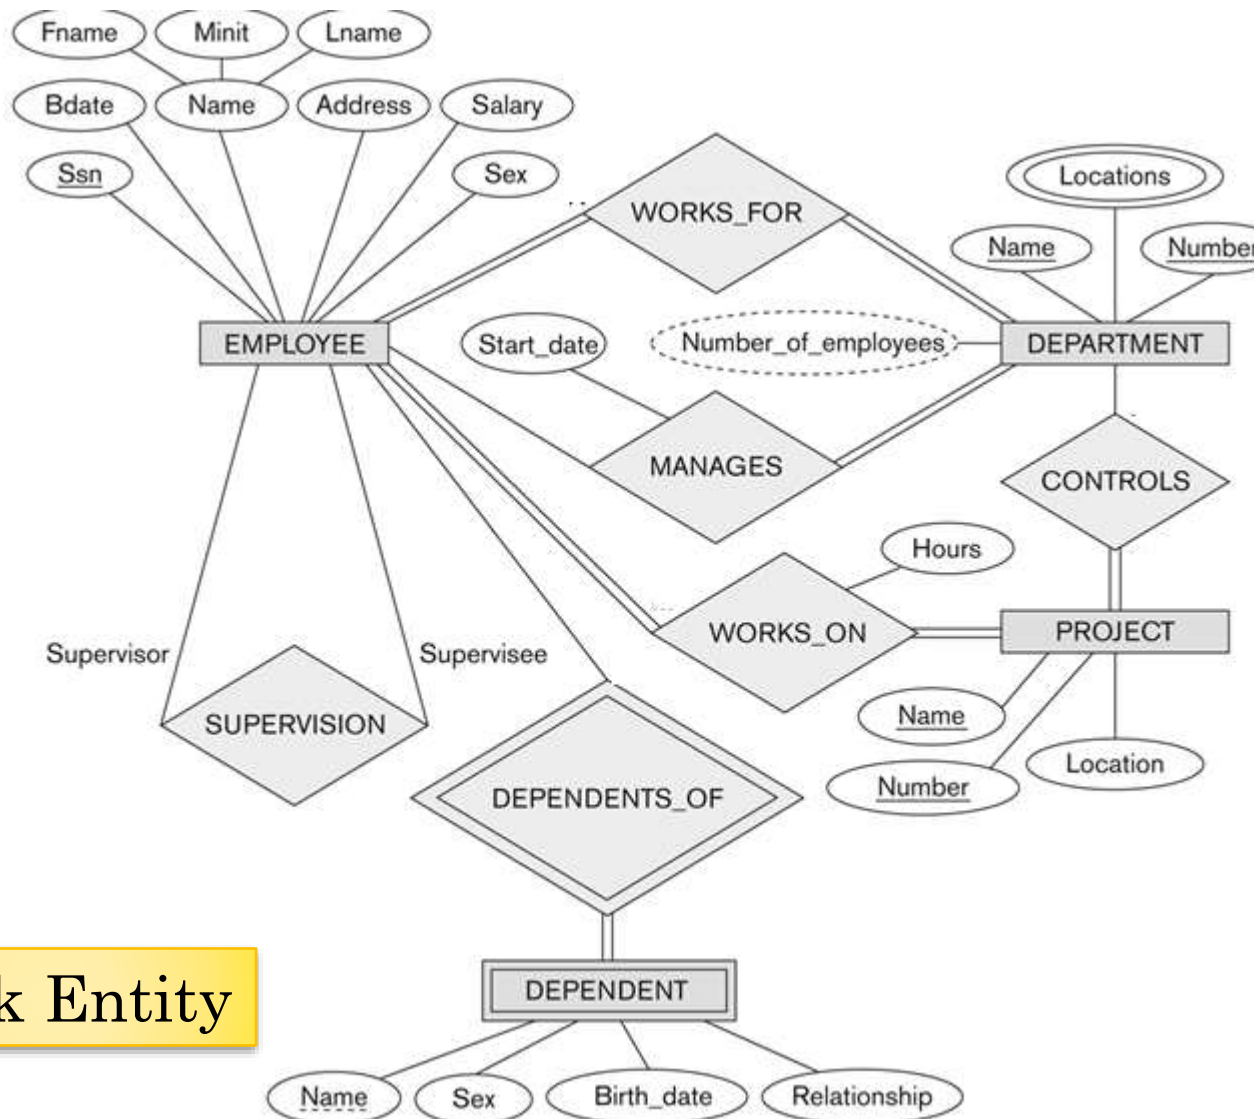 Fname
Minit
Lname
Bdate
Name
Address
Salary
Ssn
Sex
WORKS_FOR
Locations
Name
Number
EMPLOYEE
Start_date
Number_of_employees
DEPARTMENT
MANAGES
CONTROLS
Hours
WORKS_ON
PROJECT
Supervisor
Supervisee
SUPERVISION
Name
Number
Location
DEPENDENTS_OF
DEPENDENT
k Entity
Name
Sex
Birth_date
Relationship